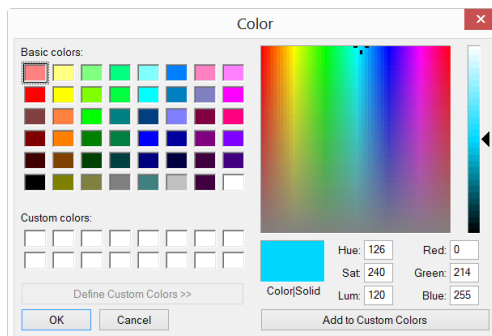 Color
Basic colors:
Custom colors:
Define Custom Colors >>
OK Cancel
Hue: 126 Red: 0
Sat: 240 Green: 214
Color|Solid
Lum: 120 Blue: 255
Add to Custom Colors